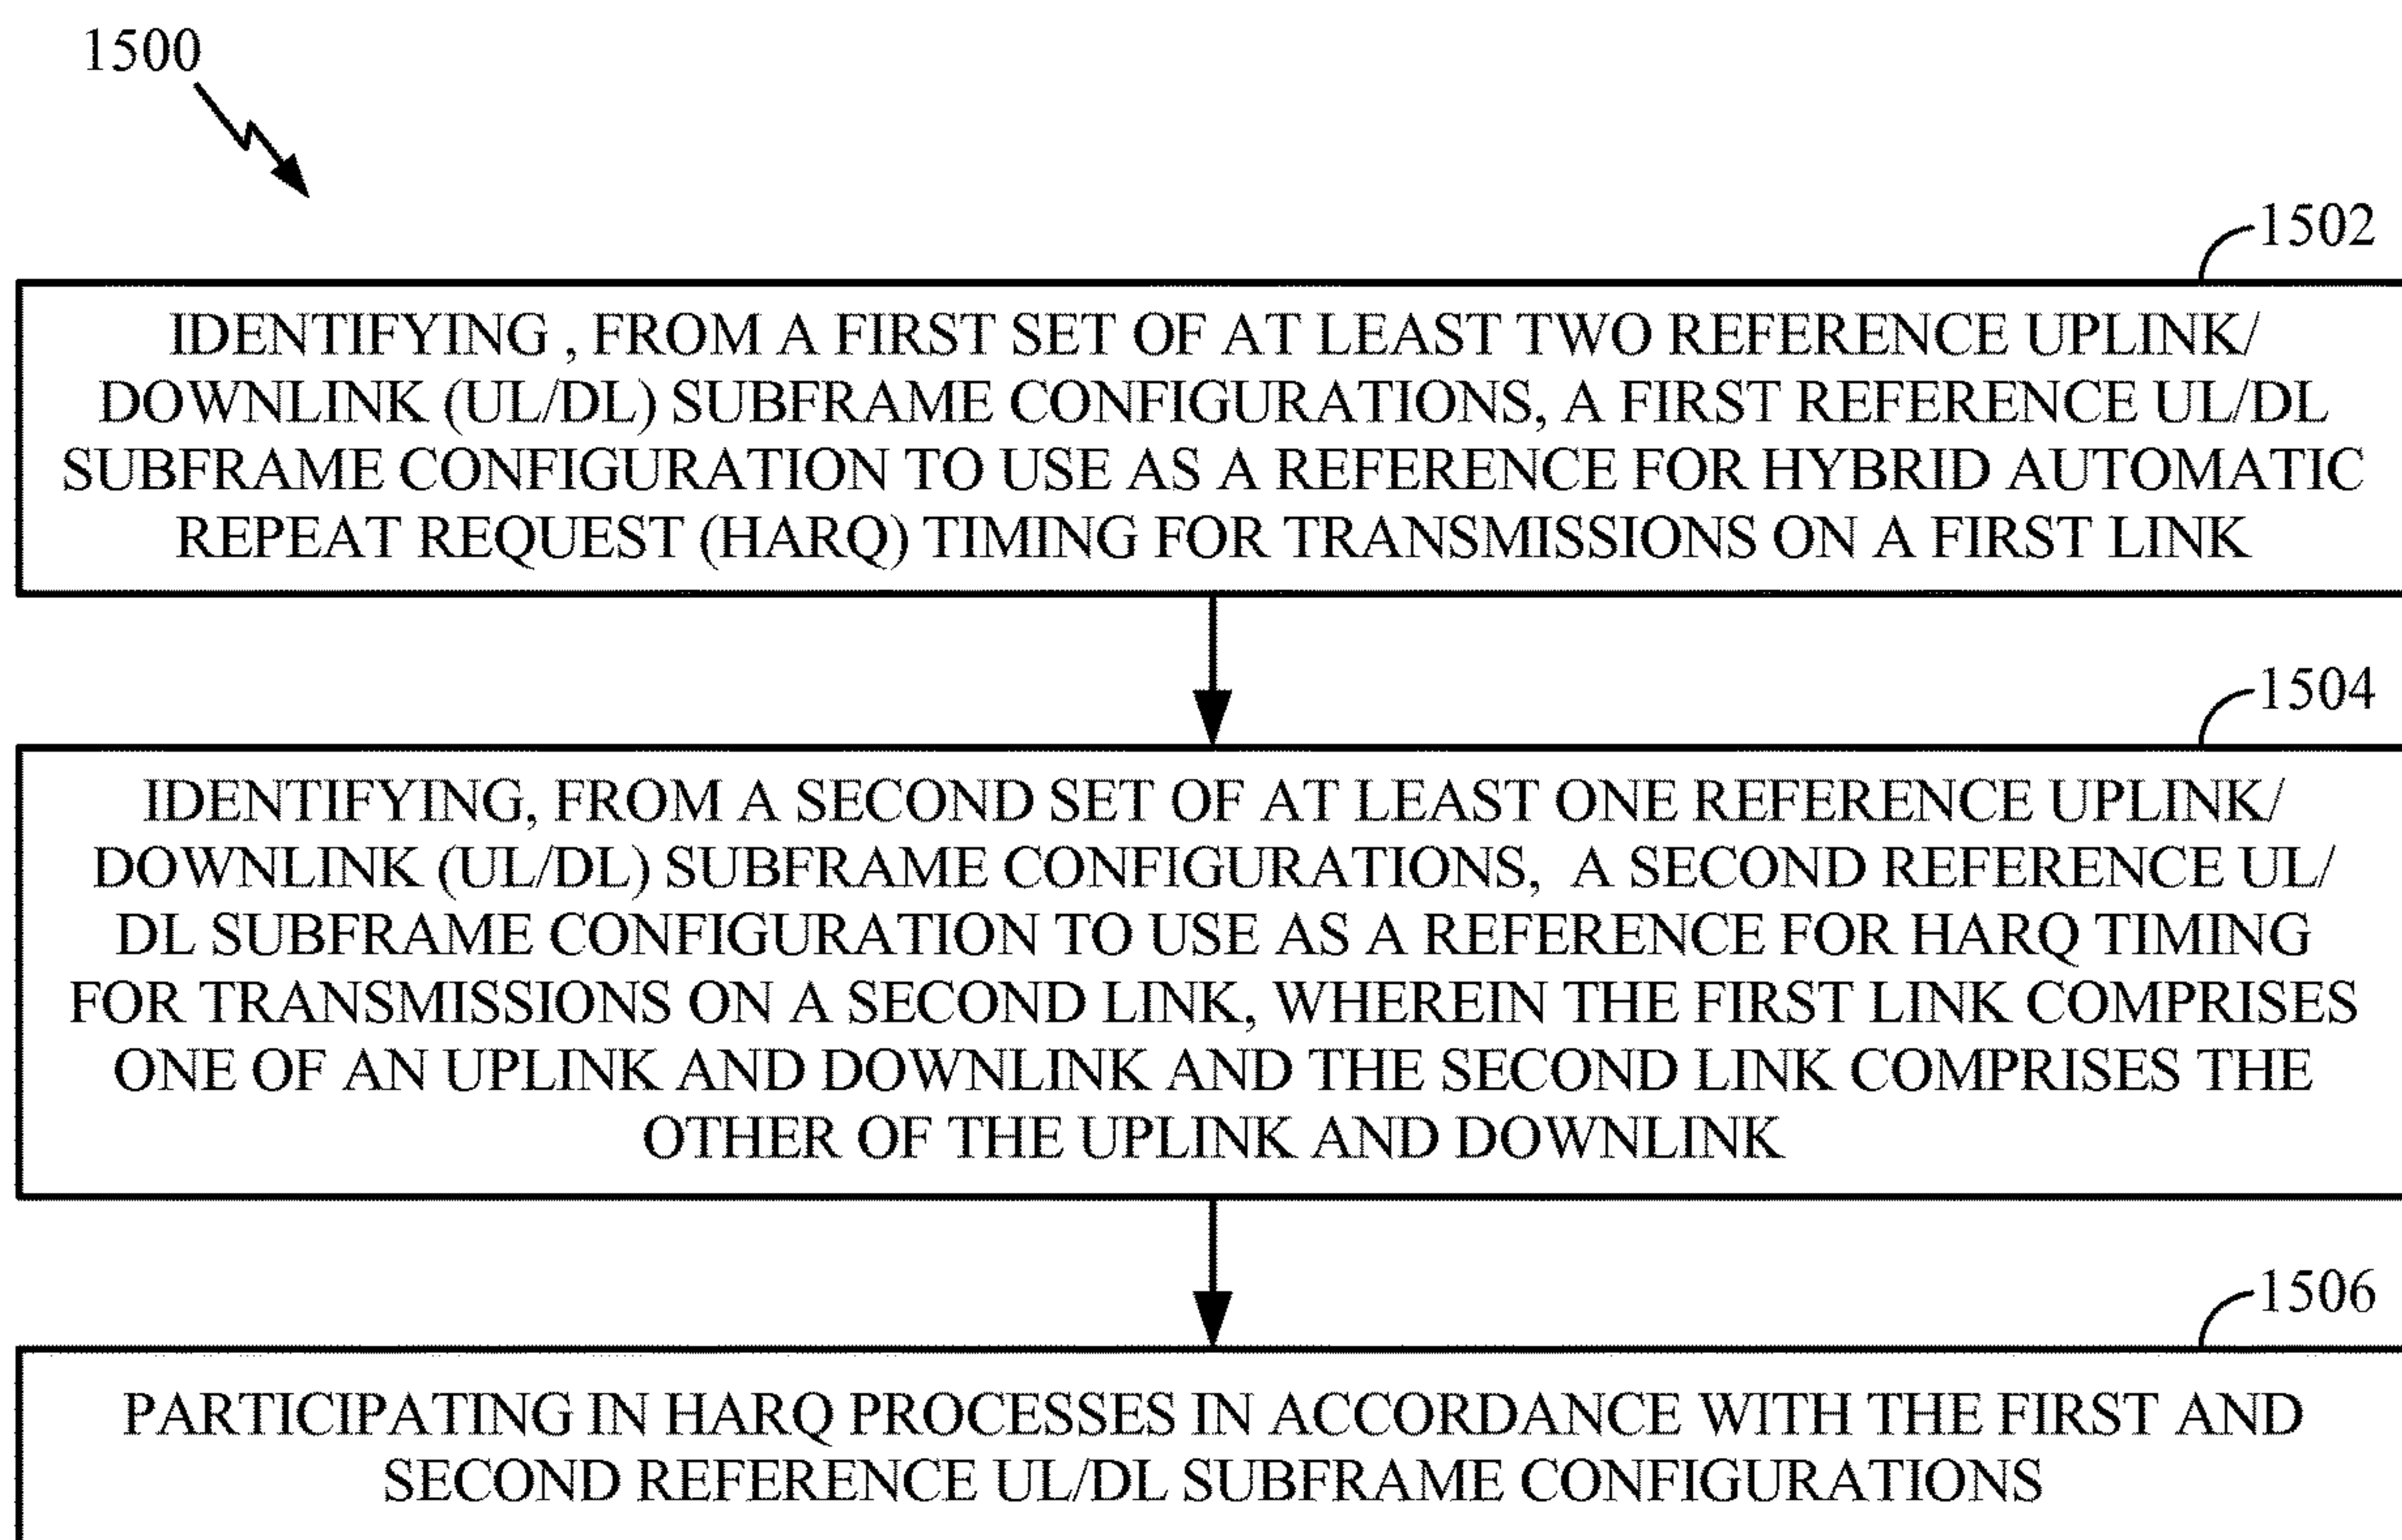 1500
1502
IDENTIFYING , FROM A FIRST SET OF AT LEAST TWO REFERENCE UPLINK/
DOWNLINK (UL/DL) SUBFRAME CONFIGURATIONS, A FIRST REFERENCE UL/DL
SUBFRAME CONFIGURATION TO USE AS A REFERENCE FOR HYBRID AUTOMATIC
REPEAT REQUEST (HARQ) TIMING FOR TRANSMISSIONS ON A FIRST LINK
1504
IDENTIFYING, FROM A SECOND SET OF AT LEAST ONE REFERENCE UPLINK/
DOWNLINK (UL/DL) SUBFRAME CONFIGURATIONS, A SECOND REFERENCE UL/
DL SUBFRAME CONFIGURATION TO USE AS A REFERENCE FOR HARQ TIMING
FOR TRANSMISSIONS ON A SECOND LINK, WHEREIN THE FIRST LINK COMPRISES
ONE OF AN UPLINK AND DOWNLINK AND THE SECOND LINK COMPRISES THE
OTHER OF THE UPLINK AND DOWNLINK
1506
PARTICIPATING IN HARQ PROCESSES IN ACCORDANCE WITH THE FIRST AND
SECOND REFERENCE UL/DL SUBFRAME CONFIGURATIONS